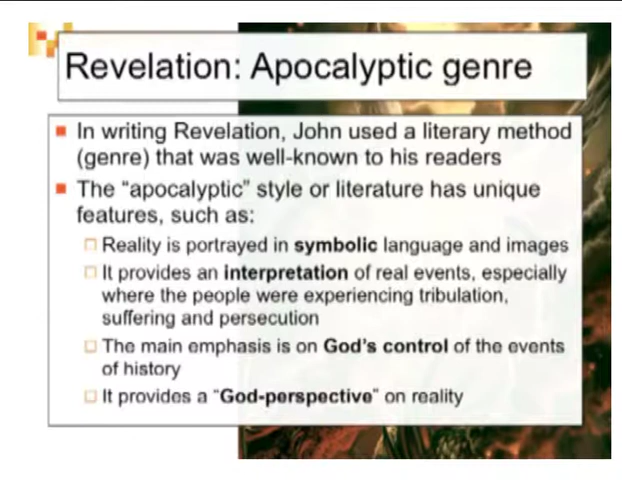 Revelation: Apocalyptic genre
In writing Revelation, John used a literary method
(genre) that was well-known to his readers
The “apocalyptic” style or literature has unique
features, such as:
Reality is portrayed in symbolic language and images
It provides an interpretation of real events, especially
where the people were experiencing tribulation,
suffering and persecution
The main emphasis is on God’s control of the events
of history
It provides a “God-perspective” on reality